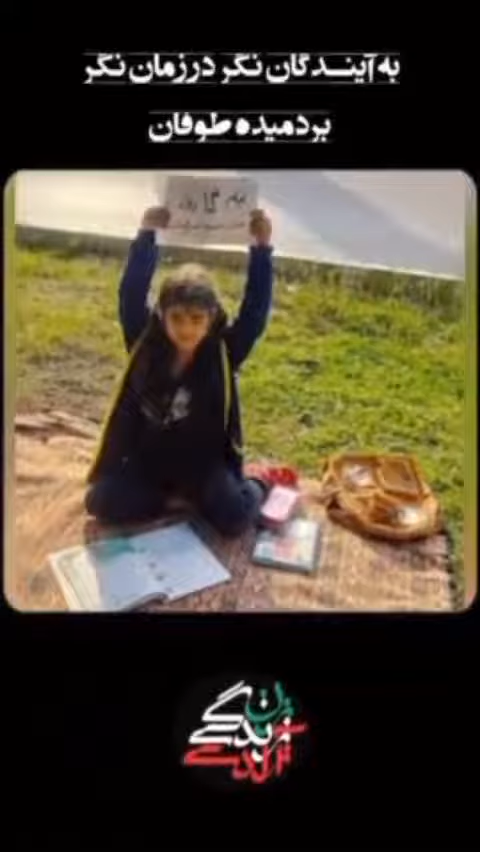 به آیندگان نگر در زمان نگر
بردمیده طوفان
زن
زندگی
آزادی